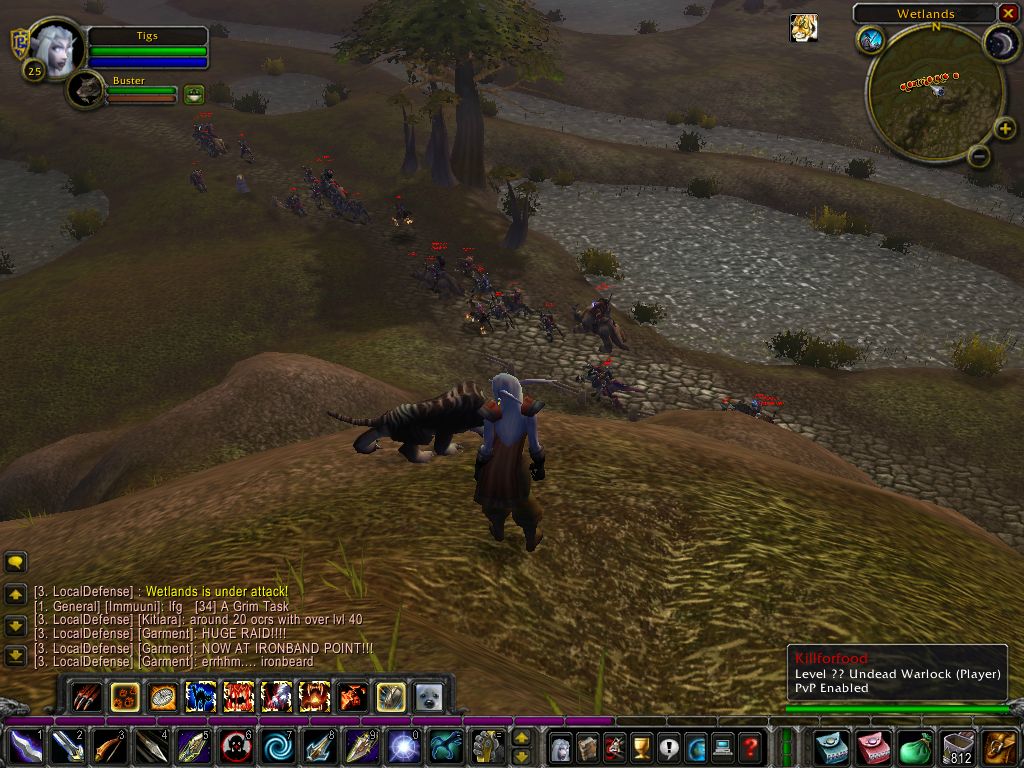 Tigs
25
Buster
Wetlands
N
[3. LocalDefense] : Wetlands is under attack!
[1. General] [Immuuni]: lfg [34] A Grim Task
[3. LocalDefense] [Kitiara]: around 20 ocrs with over lvl 40
[3. LocalDefense] [Garment]: HUGE RAID!!!!
[3. LocalDefense] [Garment]: NOW AT IRONBAND POINT!!!
[3. LocalDefense] [Garment]: errhhm.... ironbeard
Killforfood
Level ?? Undead Warlock (Player)
PvP Enabled
1 2 3 4 5 6 7 8 9 0 - =
812